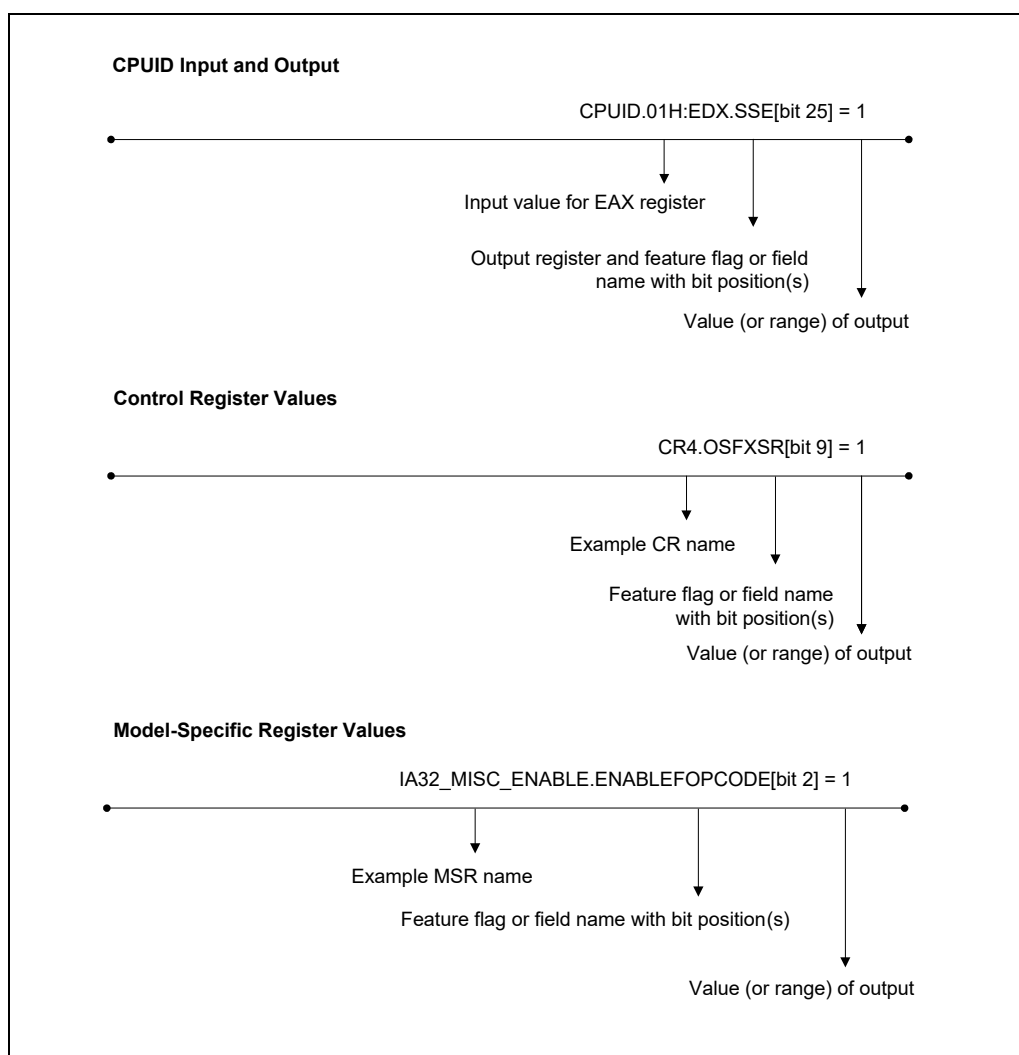 CPUID Input and Output
CPUID.01H:EDX.SSE[bit 25] = 1
Input value for EAX register
Output register and feature flag or field
name with bit position(s)
Value (or range) of output
Control Register Values
CR4.OSFXSR[bit 9] = 1
Example CR name
Feature flag or field name
with bit position(s)
Value (or range) of output
Model-Specific Register Values
IA32_MISC_ENABLE.ENABLEFOPCODE[bit 2] = 1
Example MSR name
Feature flag or field name with bit position(s)
Value (or range) of output